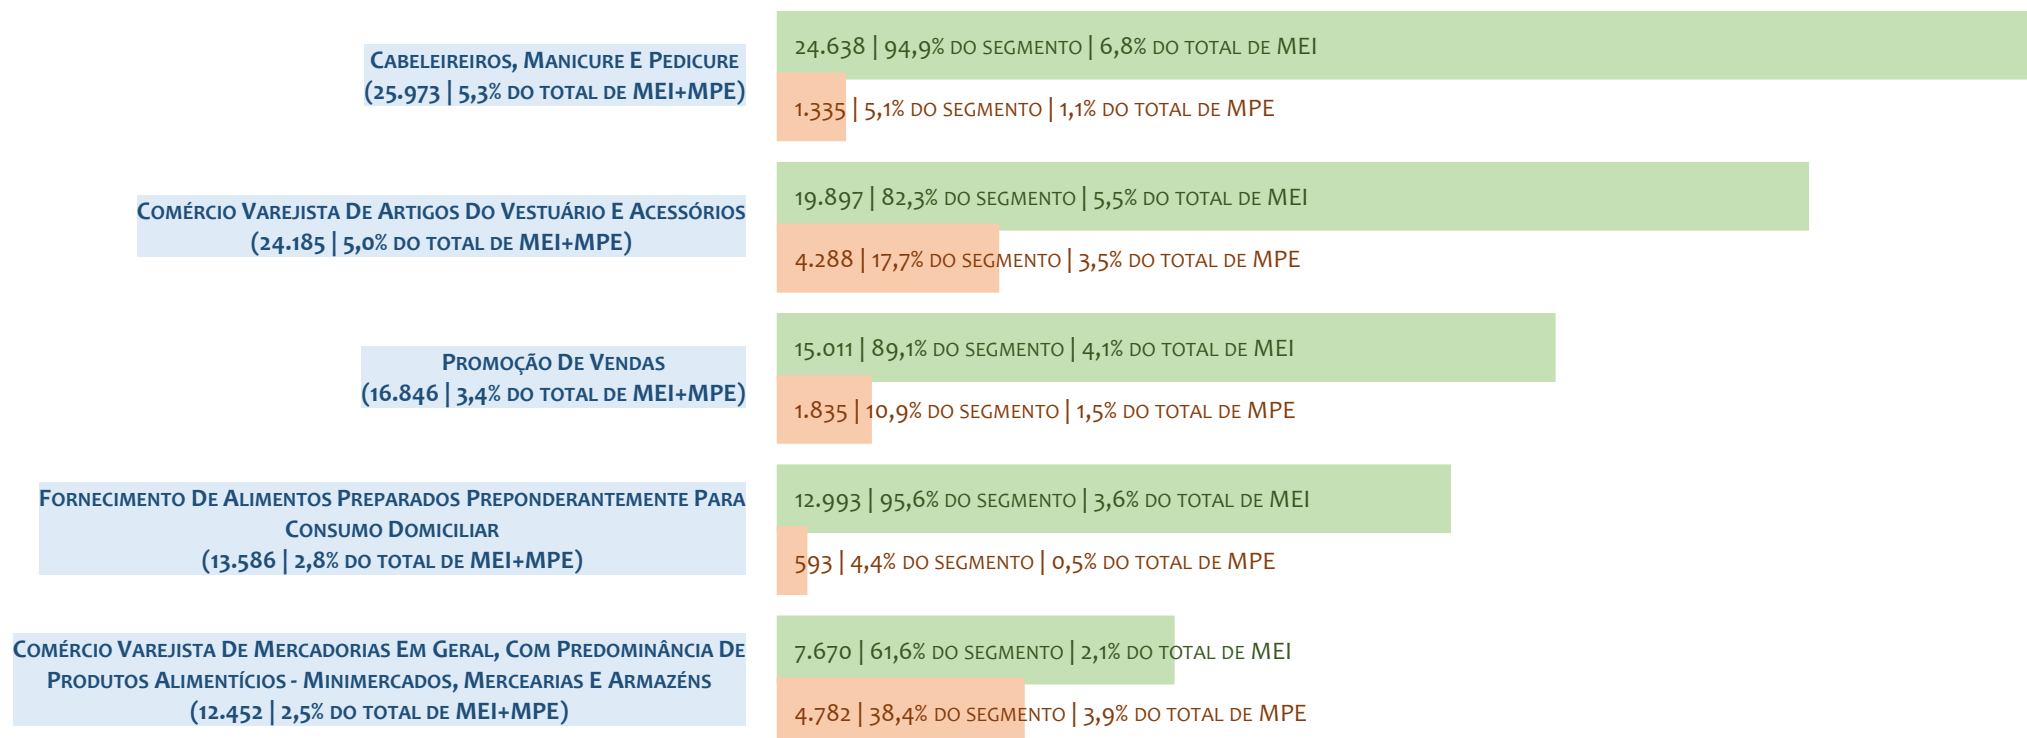 Cabeleireiros, Manicure E Pedicure
(25.973 | 5,3% do total de MEI+MPE)
24.638 | 94,9% do segmento | 6,8% do total de MEI
1.335 | 5,1% do segmento | 1,1% do total de MPE
Comércio Varejista De Artigos Do Vestuário E Acessórios
(24.185 | 5,0% do total de MEI+MPE)
19.897 | 82,3% do segmento | 5,5% do total de MEI
4.288 | 17,7% do segmento | 3,5% do total de MPE
Promoção De Vendas
(16.846 | 3,4% do total de MEI+MPE)
15.011 | 89,1% do segmento | 4,1% do total de MEI
1.835 | 10,9% do segmento | 1,5% do total de MPE
Fornecimento De Alimentos Preparados Preponderantemente Para
Consumo Domiciliar
(13.586 | 2,8% do total de MEI+MPE)
12.993 | 95,6% do segmento | 3,6% do total de MEI
593 | 4,4% do segmento | 0,5% do total de MPE
Comércio Varejista De Mercadorias Em Geral, Com Predominância De
Produtos Alimentícios - Minimercados, Mercearias E Armazéns
(12.452 | 2,5% do total de MEI+MPE)
7.670 | 61,6% do segmento | 2,1% do total de MEI
4.782 | 38,4% do segmento | 3,9% do total de MPE